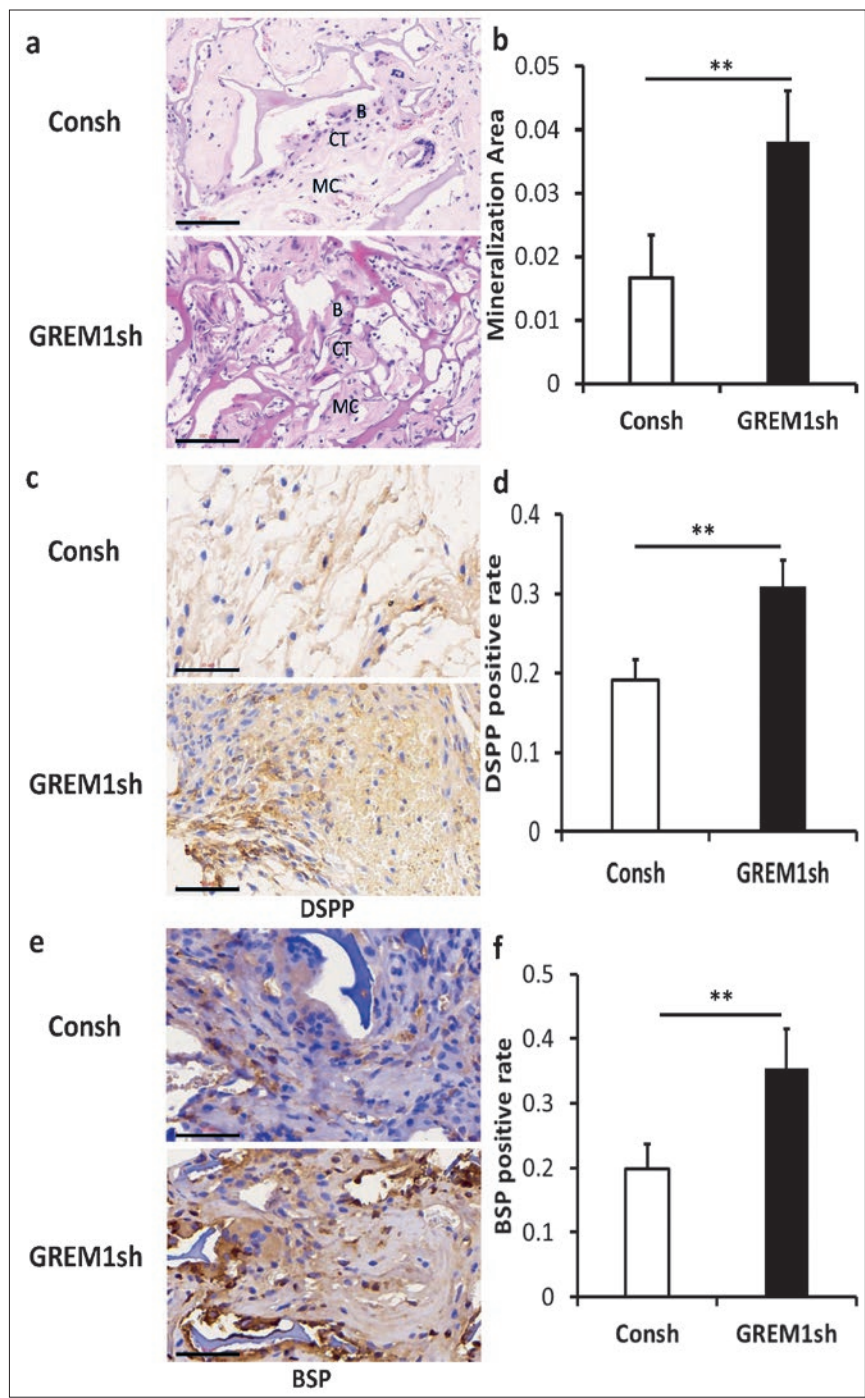 a
Consh
B
CT
MC
GREM1sh
B
CT
MC
b
**
Mineralization Area
0.05
0.04
0.03
0.02
0.01
0
Consh
GREM1sh
c
Consh
GREM1sh
DSPP
d
**
DSPP positive rate
0.4
0.3
0.2
0.1
0
Consh
GREM1sh
e
Consh
GREM1sh
BSP
f
**
BSP positive rate
0.5
0.4
0.3
0.2
0.1
0
Consh
GREM1sh